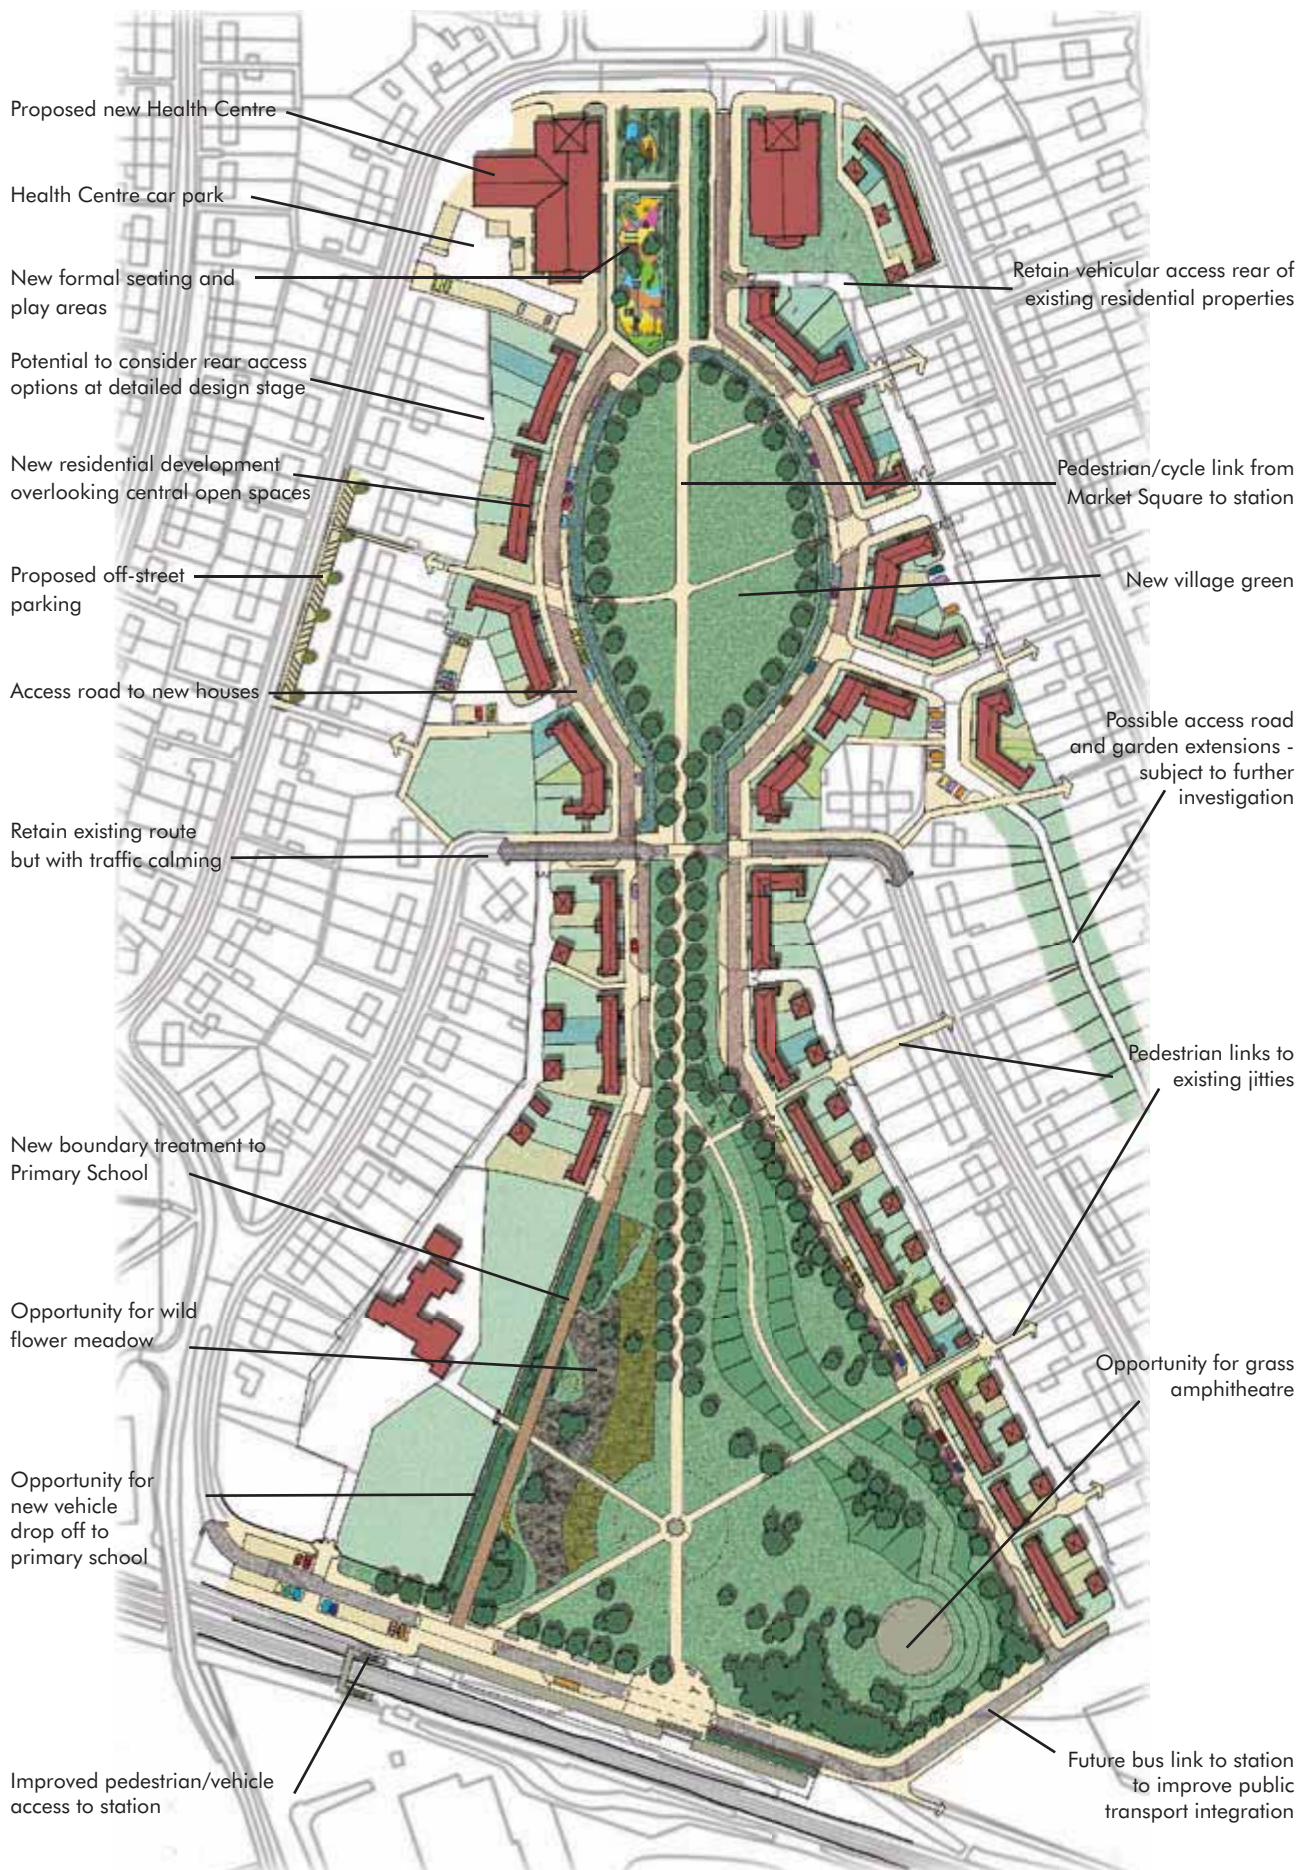 Proposed new Health Centre
Health Centre car park
New formal seating and
play areas
Potential to consider rear access
options at detailed design stage
New residential development
overlooking central open spaces
Proposed off-street
parking
Access road to new houses
Retain existing route
but with traffic calming
New boundary treatment to
Primary School
Opportunity for wild
flower meadow
Opportunity for
new vehicle
drop off to
primary school
Improved pedestrian/vehicle
access to station
Retain vehicular access rear of
existing residential properties
Pedestrian/cycle link from
Market Square to station
New village green
Possible access road
and garden extensions -
subject to further
investigation
Pedestrian links to
existing jitties
Opportunity for grass
amphitheatre
Future bus link to station
to improve public
transport integration